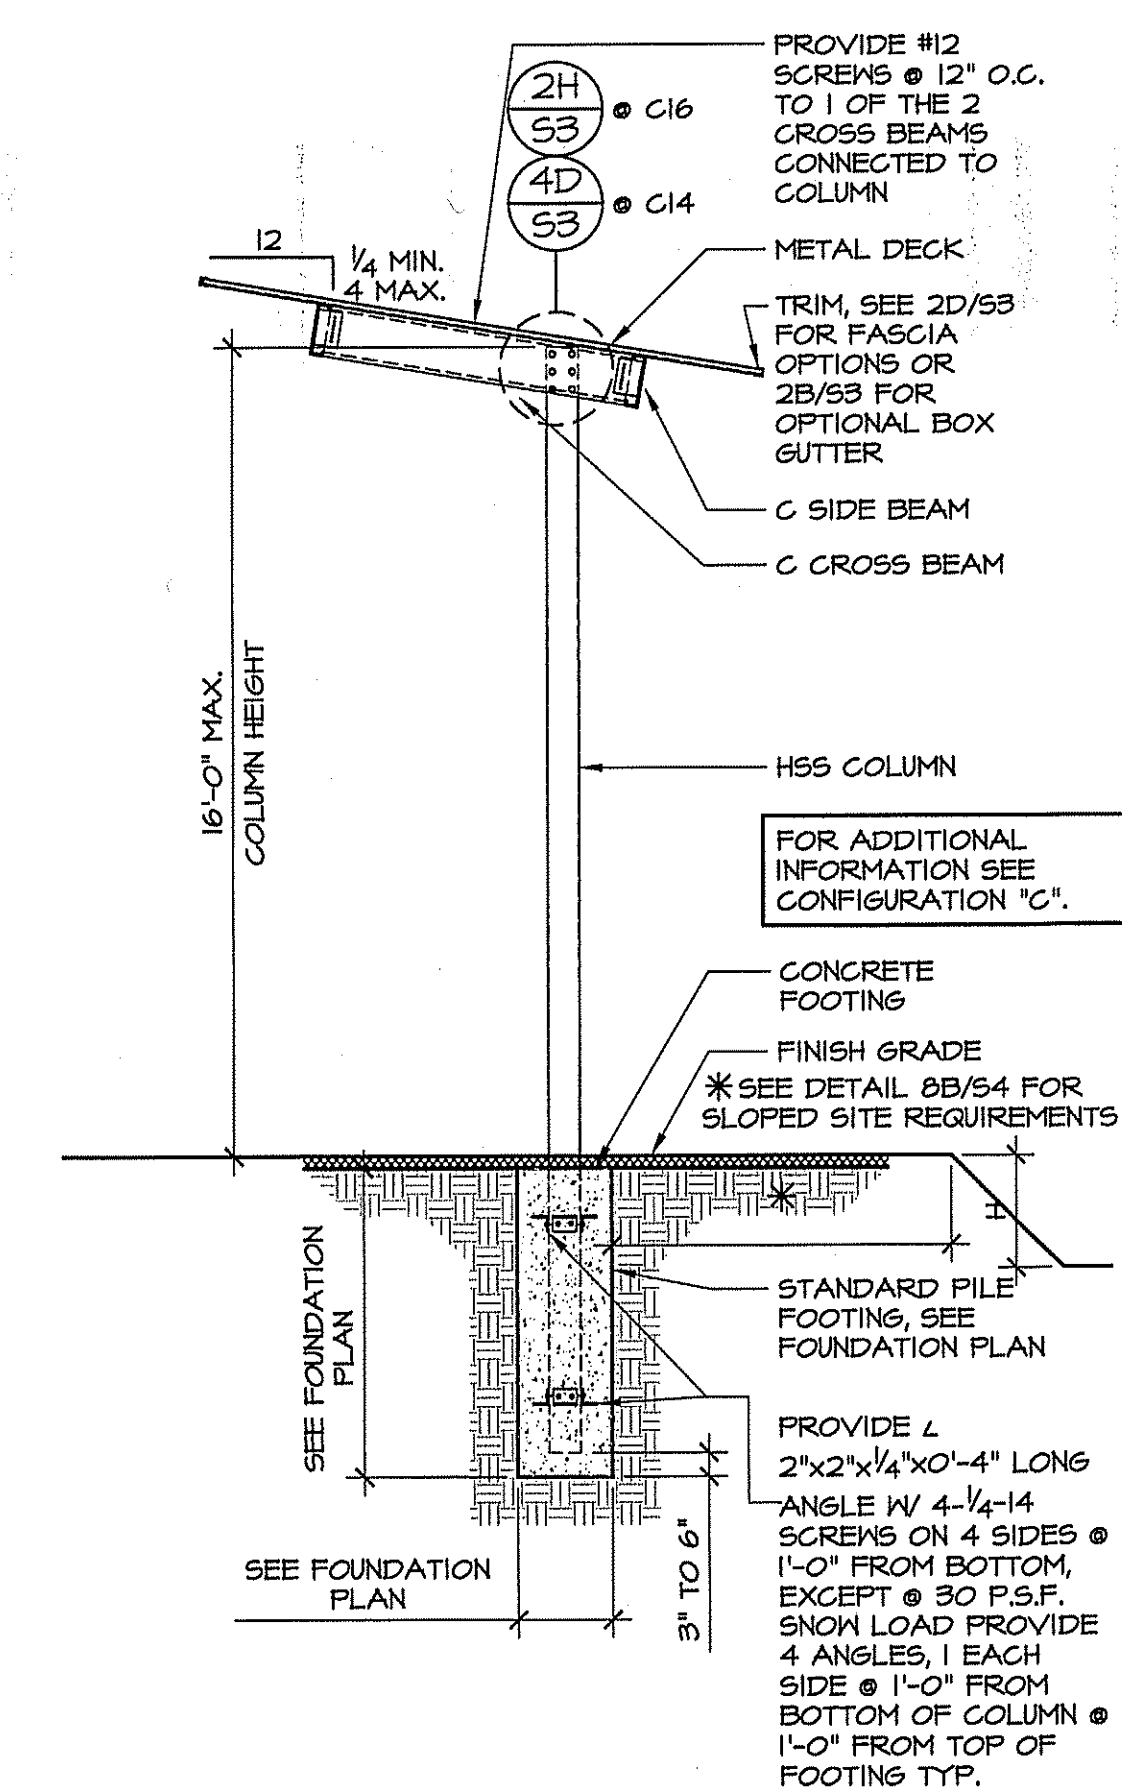 PROVIDE #12
SCREWS @ 12" O.C.
TO 1 OF THE 2
CROSS BEAMS
CONNECTED TO
COLUMN
2H
S3
@ C16
4D
S3
@ C14
METAL DECK
12
1/4 MIN.
4 MAX.
TRIM, SEE 2D/S3
FOR FASCIA
OPTIONS OR
2B/S3 FOR
OPTIONAL BOX
GUTTER
C SIDE BEAM
C CROSS BEAM
16'-0" MAX.
COLUMN HEIGHT
HSS COLUMN
FOR ADDITIONAL
INFORMATION SEE
CONFIGURATION "C".
CONCRETE
FOOTING
FINISH GRADE
* SEE DETAIL 8B/S4 FOR
SLOPED SITE REQUIREMENTS
*
H
SEE FOUNDATION
PLAN
STANDARD PILE
FOOTING, SEE
FOUNDATION PLAN
PROVIDE L
2"x2"x1/4"x0'-4" LONG
ANGLE W/ 4-1/4-14
SCREWS ON 4 SIDES @
1'-0" FROM BOTTOM,
EXCEPT @ 30 P.S.F.
SNOW LOAD PROVIDE
4 ANGLES, 1 EACH
SIDE @ 1'-0" FROM
BOTTOM OF COLUMN @
1'-0" FROM TOP OF
FOOTING TYP.
SEE FOUNDATION
PLAN
3" TO 6"